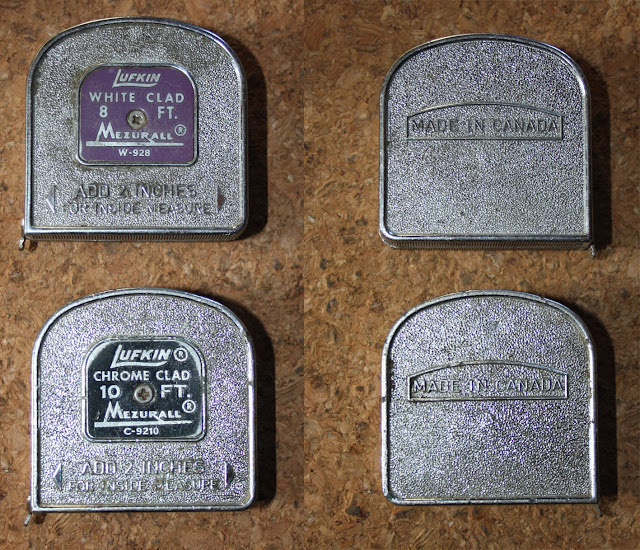 LUFKIN
WHITE CLAD
8 FT.
MEZURALL®
W-928
ADD 2 INCHES
FOR INSIDE MEASURE
MADE IN CANADA
LUFKIN®
CHROME CLAD
10 FT.
MEZURALL®
C-9210
ADD 2 INCHES
FOR INSIDE MEASURE
MADE IN CANADA